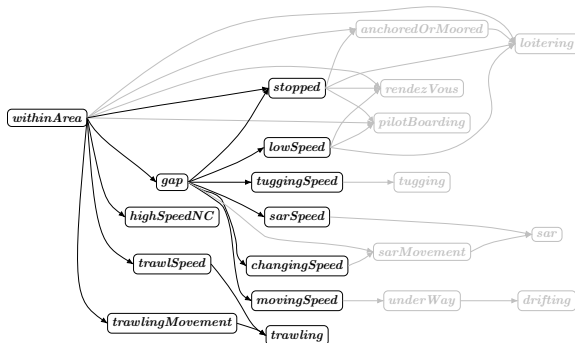 anchoredOrMoored
loitering
stopped
rendezVous
withinArea
pilotBoarding
lowSpeed
gap
tuggingSpeed
tugging
highSpeedNC
sarSpeed
sar
sarMovement
trawlSpeed
changingSpeed
movingSpeed
underWay
drifting
trawlingMovement
trawling